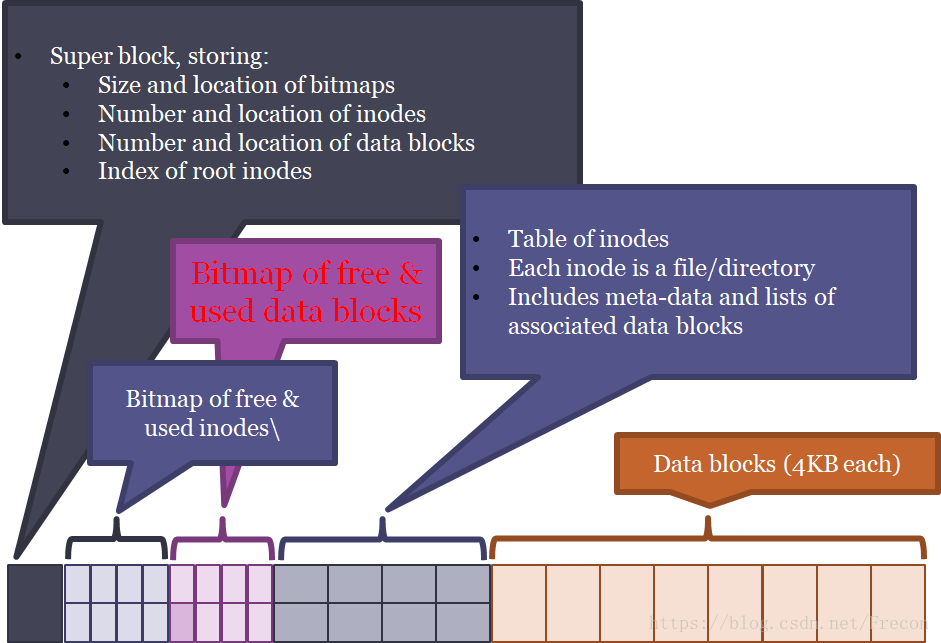 • Super block, storing:
• Size and location of bitmaps
• Number and location of inodes
• Number and location of data blocks
• Index of root inodes
Bitmap of free &
used data blocks
• Table of inodes
• Each inode is a file/directory
• Includes meta-data and lists of
associated data blocks
Bitmap of free &
used inodes\
Data blocks (4KB each)
https://blog.csdn.net/Frecon